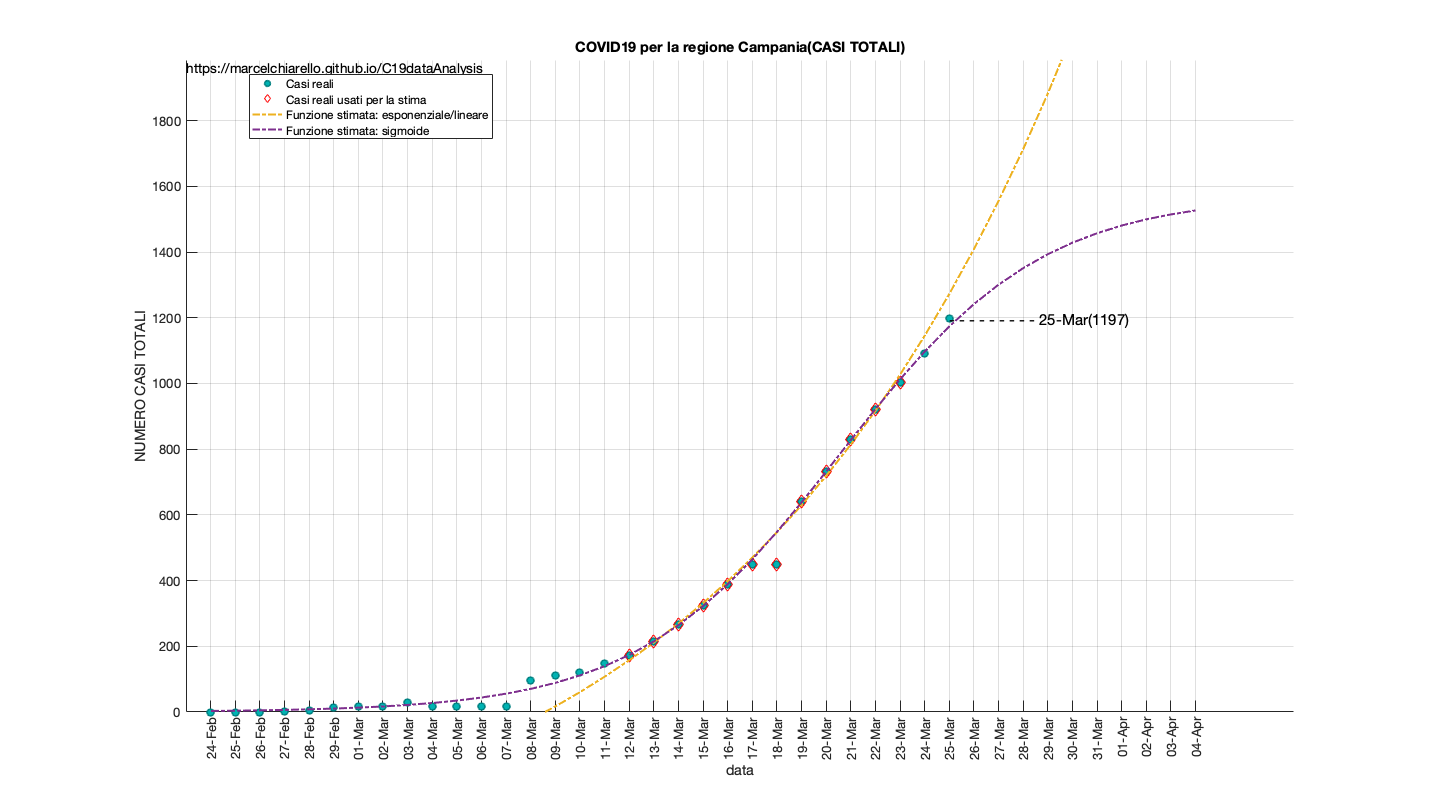 COVID19 per la regione Campania(CASI TOTALI)
https://marcelchiarello.github.io/C19dataAnalysis
Casi reali
Casi reali usati per la stima
Funzione stimata: esponenziale/lineare
Funzione stimata: sigmoide
NUMERO CASI TOTALI
1800
1600
1400
1200
1000
800
600
400
200
0
25-Mar(1197)
24-Feb
25-Feb
26-Feb
27-Feb
28-Feb
29-Feb
01-Mar
02-Mar
03-Mar
04-Mar
05-Mar
06-Mar
07-Mar
08-Mar
09-Mar
10-Mar
11-Mar
12-Mar
13-Mar
14-Mar
15-Mar
16-Mar
17-Mar
18-Mar
19-Mar
20-Mar
21-Mar
22-Mar
23-Mar
24-Mar
25-Mar
26-Mar
27-Mar
28-Mar
29-Mar
30-Mar
31-Mar
01-Apr
02-Apr
03-Apr
04-Apr
data